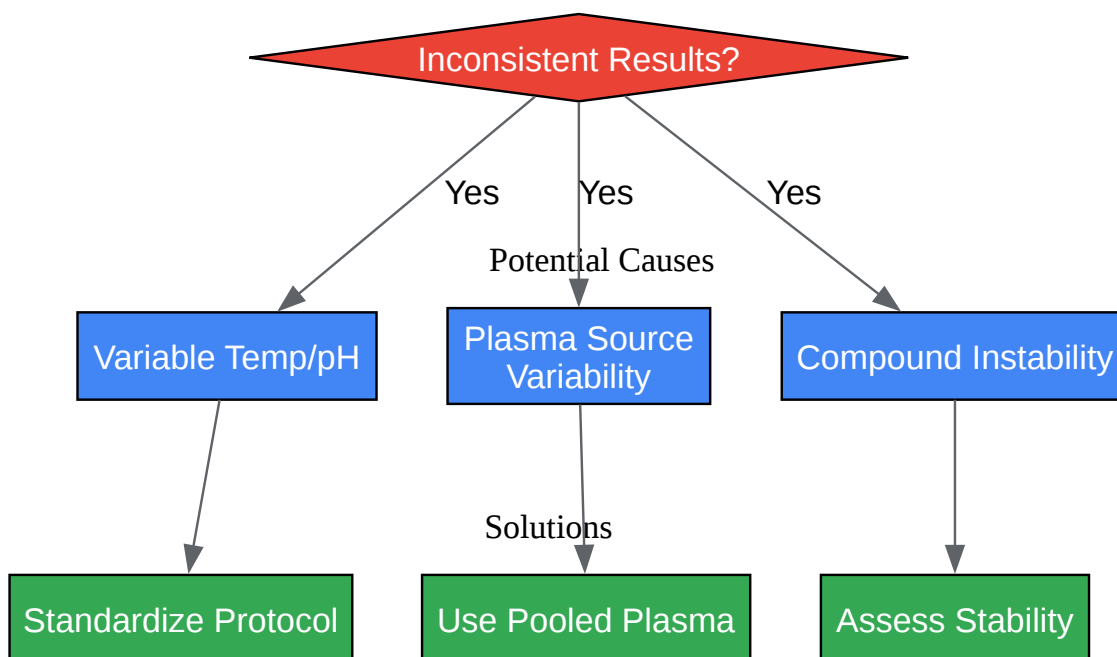 Inconsistent Results?
Yes
Yes
Yes
Potential Causes
Variable Temp/pH
Plasma Source
Variability
Compound Instability
Solutions
Standardize Protocol
Use Pooled Plasma
Assess Stability